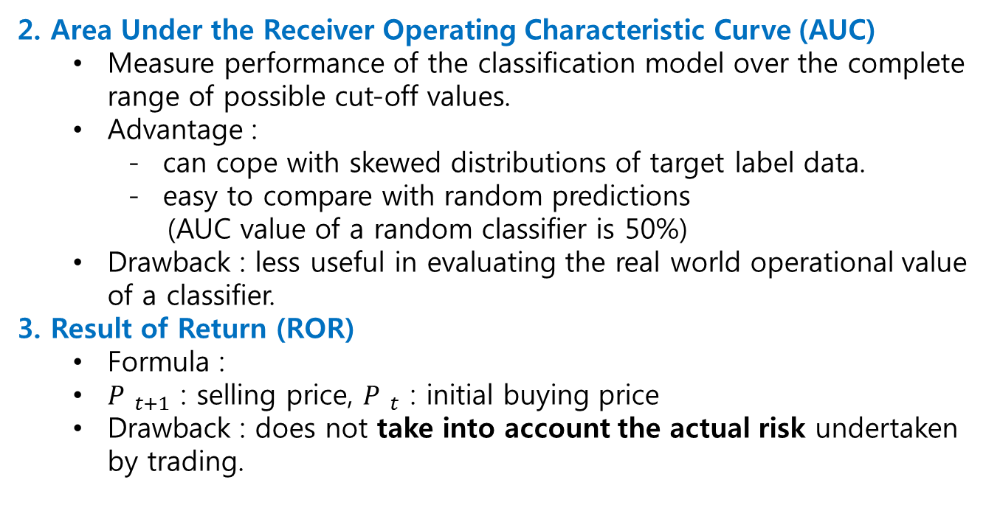 2. Area Under the Receiver Operating Characteristic Curve (AUC)
• Measure performance of the classification model over the complete
range of possible cut-off values.
• Advantage :
- can cope with skewed distributions of target label data.
- easy to compare with random predictions
(AUC value of a random classifier is 50%)
• Drawback : less useful in evaluating the real world operational value
of a classifier.
3. Result of Return (ROR)
• Formula :
• P t+1 : selling price, P t : initial buying price
• Drawback : does not take into account the actual risk undertaken
by trading.